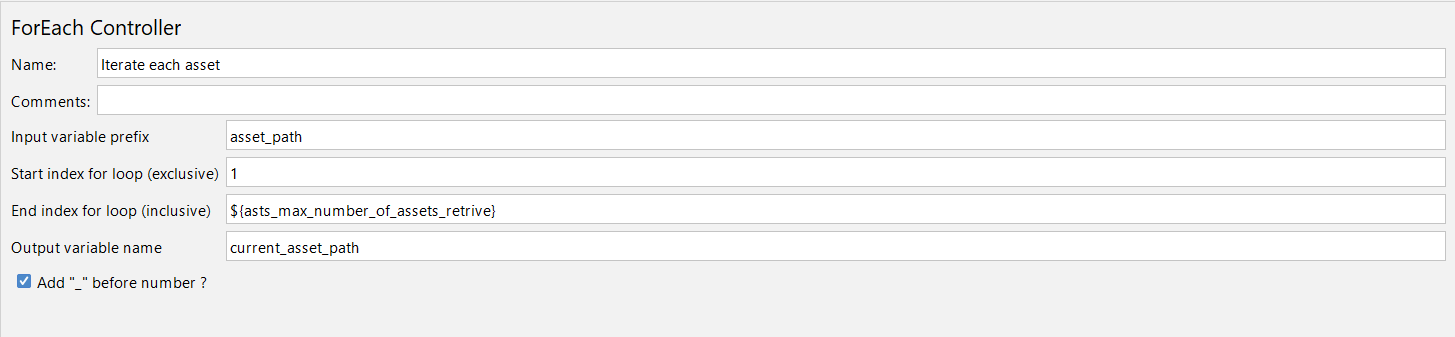 ForEach Controller
Name: Iterate each asset
Comments:
Input variable prefix asset_path
Start index for loop (exclusive) 1
End index for loop (inclusive) ${asts_max_number_of_assets_retrive}
Output variable name current_asset_path
Add "_" before number ?